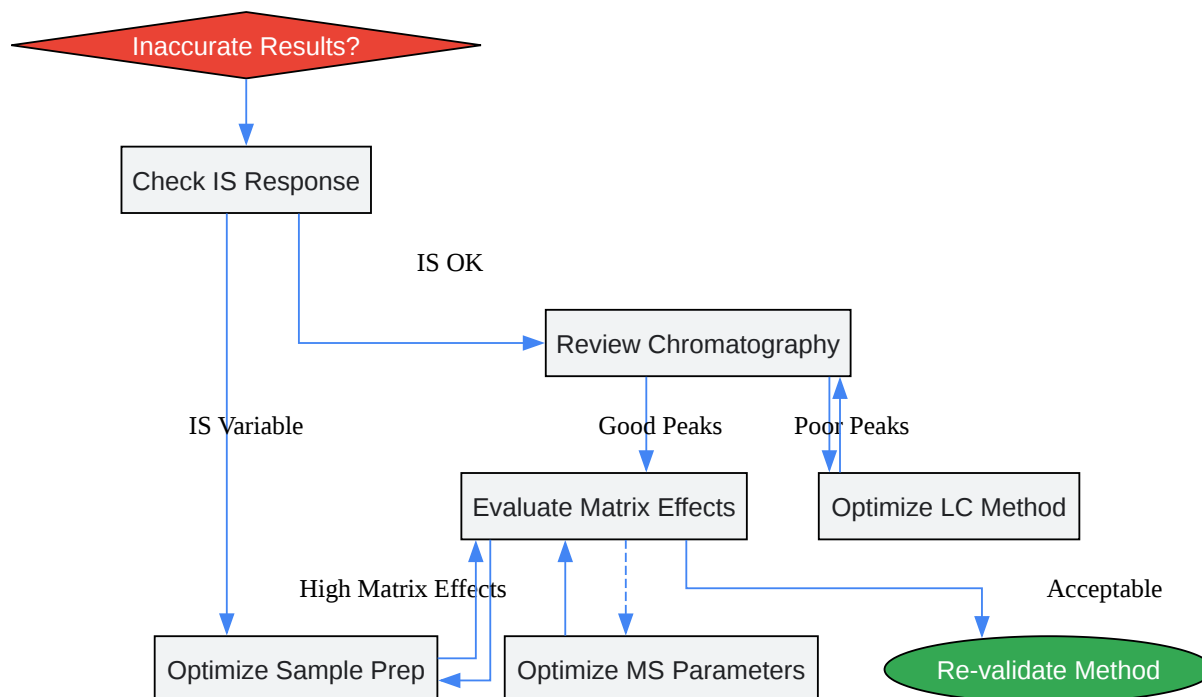 Inaccurate Results?
Check IS Response
IS OK
Review Chromatography
IS Variable
Good Peaks
Poor Peaks
Evaluate Matrix Effects
Optimize LC Method
High Matrix Effects
Acceptable
Optimize Sample Prep
Optimize MS Parameters
Re-validate Method